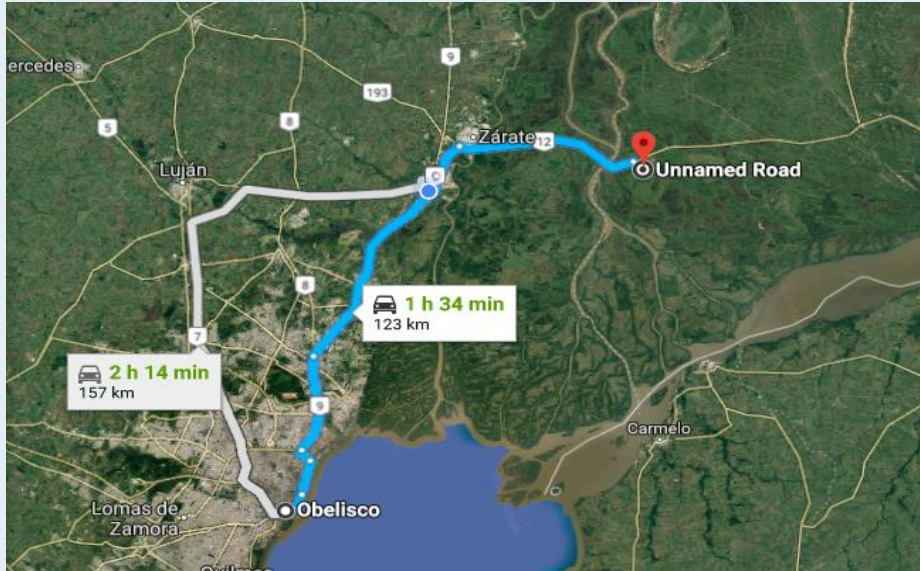 ercedes
9
193
8
5
Zárate
12
Luján
Unnamed Road
8
1 h 34 min
123 km
7
2 h 14 min
157 km
9
Carmelo
Obelisco
Lomas de
Zamora